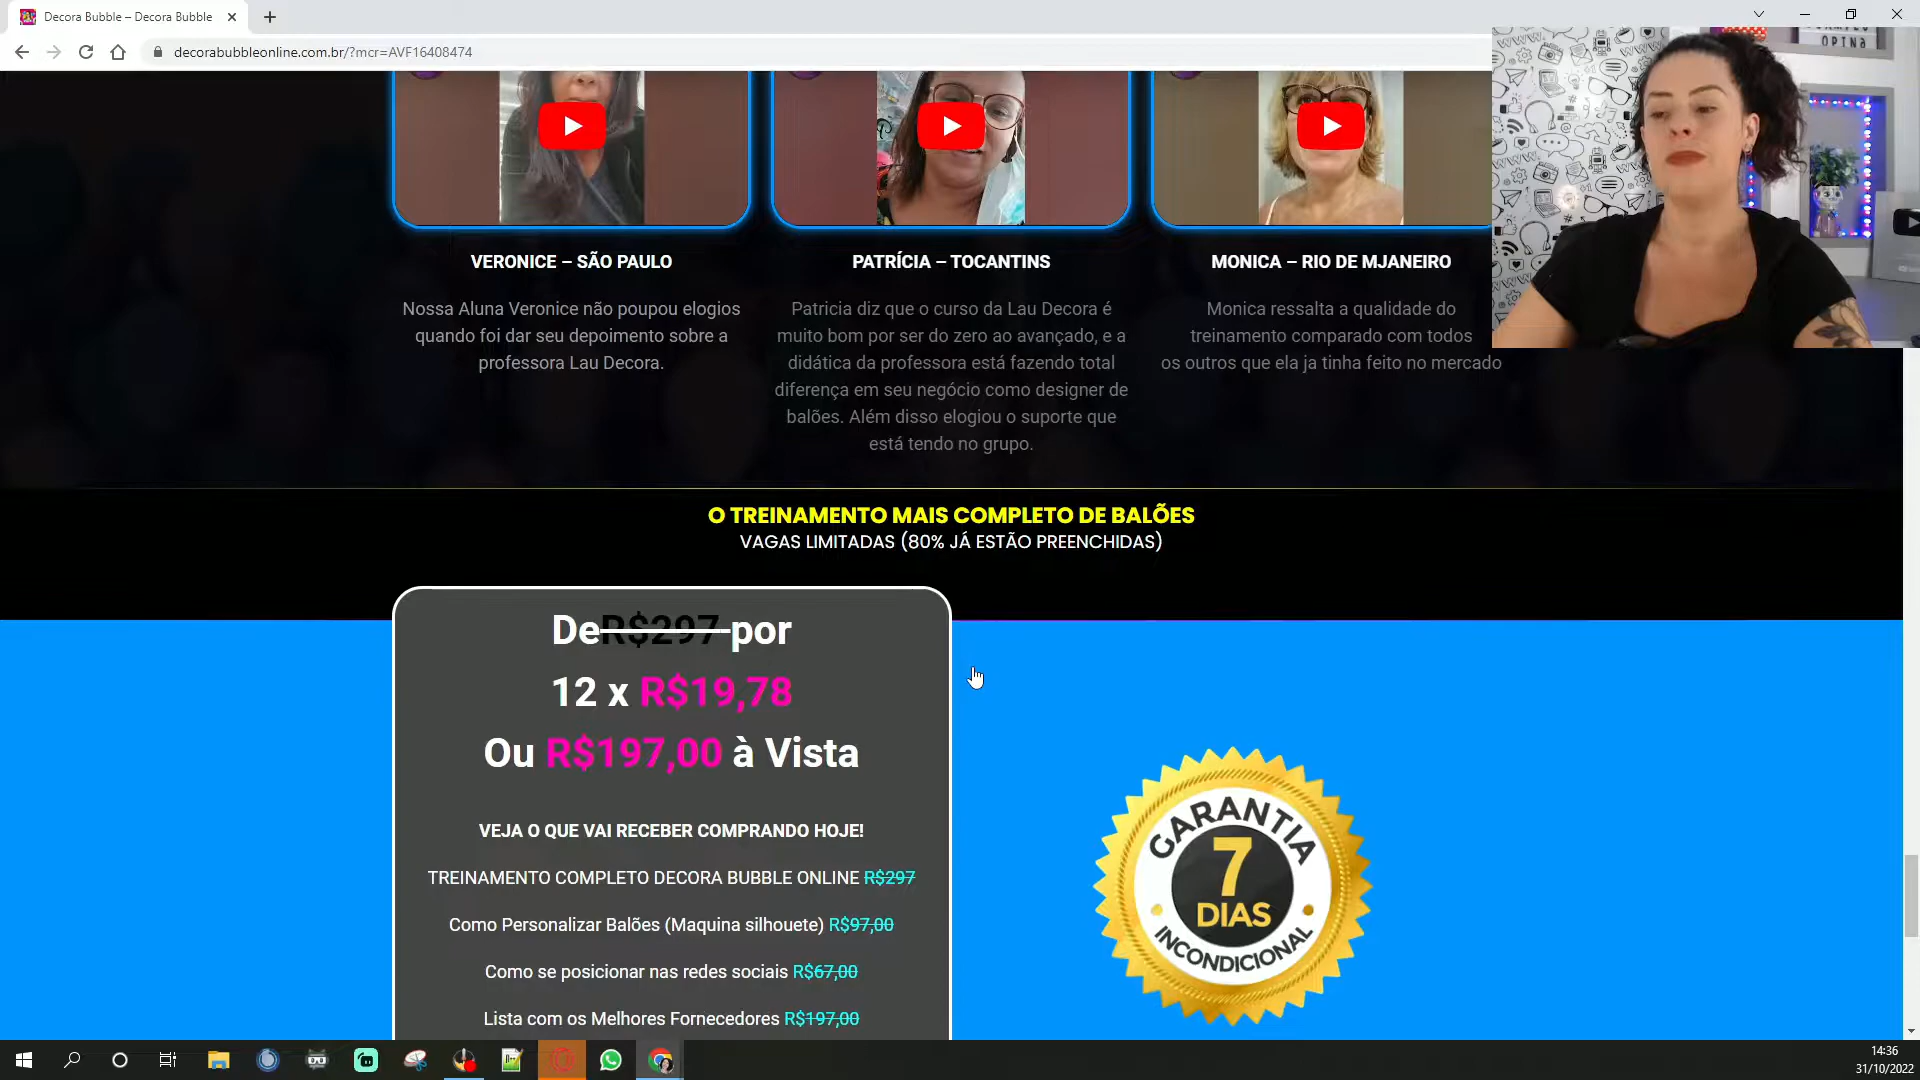 Decora Bubble – Decora Bubble
decorabubbleonline.com.br/?mcr=AVF16408474
OPINA
VERONICE – SÃO PAULO
Nossa Aluna Veronice não poupou elogios
quando foi dar seu depoimento sobre a
professora Lau Decora.
PATRÍCIA – TOCANTINS
Patricia diz que o curso da Lau Decora é
muito bom por ser do zero ao avançado, e a
didática da professora está fazendo total
diferença em seu negócio como designer de
balões. Além disso elogiou o suporte que
está tendo no grupo.
MONICA – RIO DE MJANEIRO
Monica ressalta a qualidade do
treinamento comparado com todos
os outros que ela ja tinha feito no mercado
O TREINAMENTO MAIS COMPLETO DE BALÕES
VAGAS LIMITADAS (80% JÁ ESTÃO PREENCHIDAS)
De R$297 por
12 x R$19,78
Ou R$197,00 à Vista
VEJA O QUE VAI RECEBER COMPRANDO HOJE!
TREINAMENTO COMPLETO DECORA BUBBLE ONLINE R$297
Como Personalizar Balões (Maquina silhouete) R$97,00
Como se posicionar nas redes sociais R$67,00
Lista com os Melhores Fornecedores R$197,00
GARANTIA
7
DIAS
INCONDICIONAL
14:36
31/10/2022